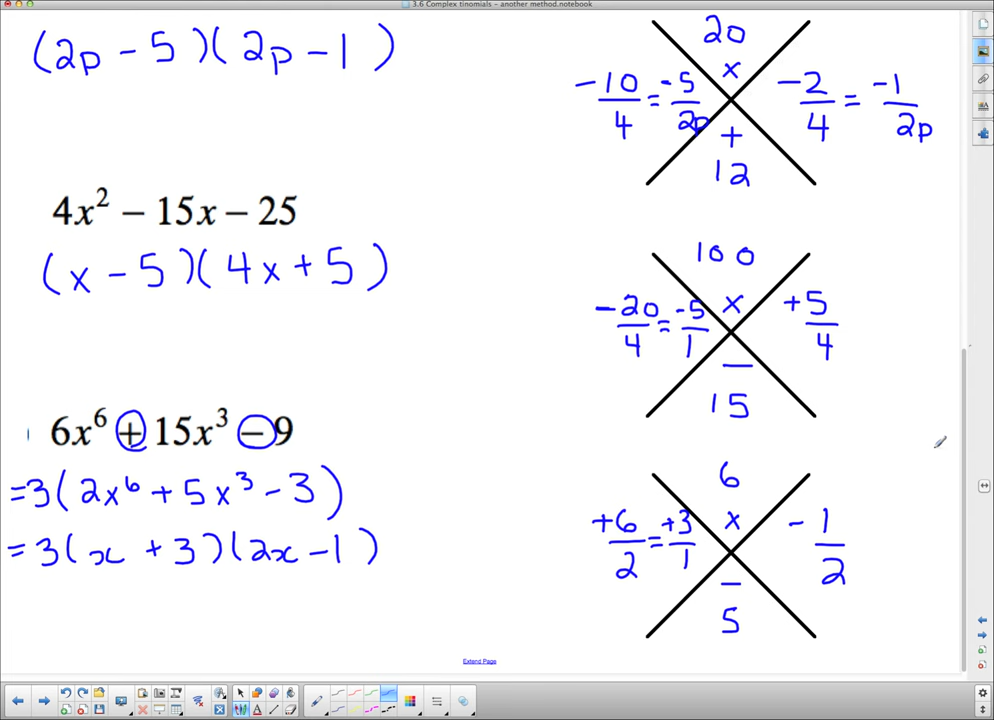 3.6 Complex tinomials – another method.notebook
(2p - 5)(2p - 1)
20
x
-10/4 = -5/2p
-2/4 = -1/2p
+
12
4x² − 15x − 25
(x - 5)(4x + 5)
100
x
-20/4 = -5/1
+5/4
−
15
6x⁶ + 15x³ − 9
=3(2x⁶ + 5x³ - 3)
=3(x + 3)(2x - 1)
6
x
+6/2 = +3/1
-1/2
−
5
Extend Page